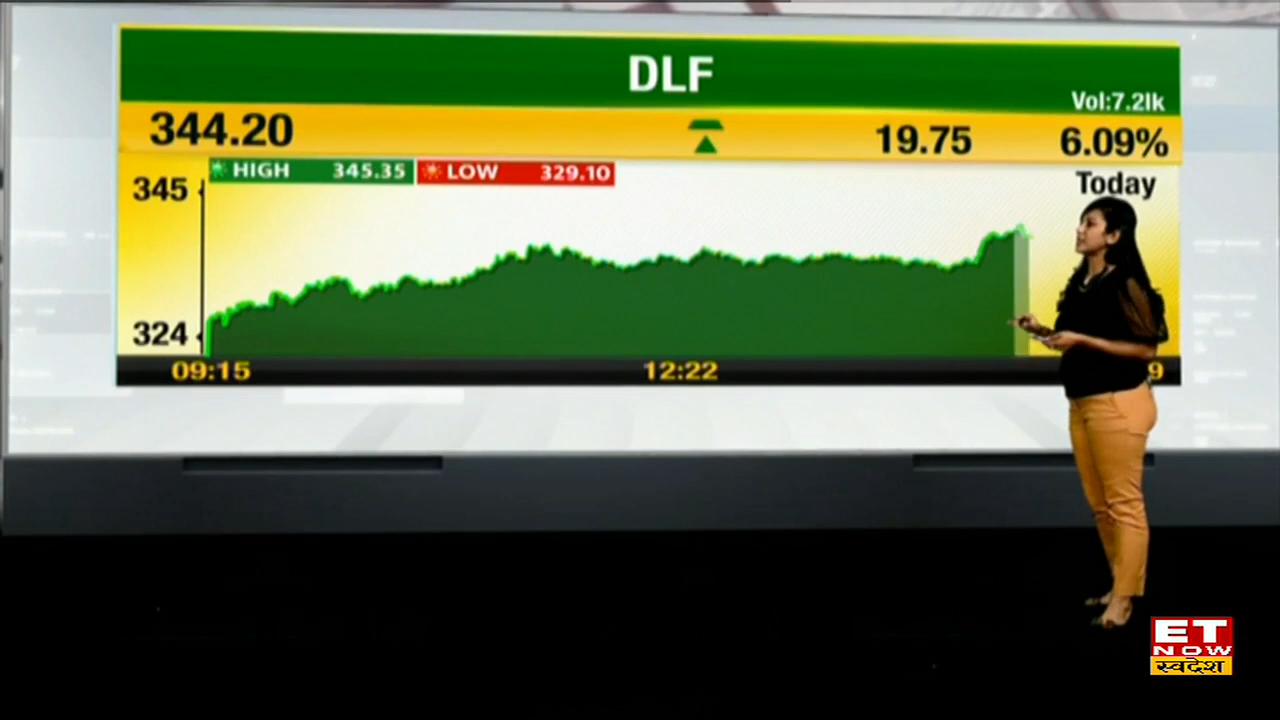 DLF
Vol:7.2lk
344.20 19.75 6.09%
HIGH 345.35 LOW 329.10
Today
345
324
09:15 12:22 9
ET
NOW
स्वदेश